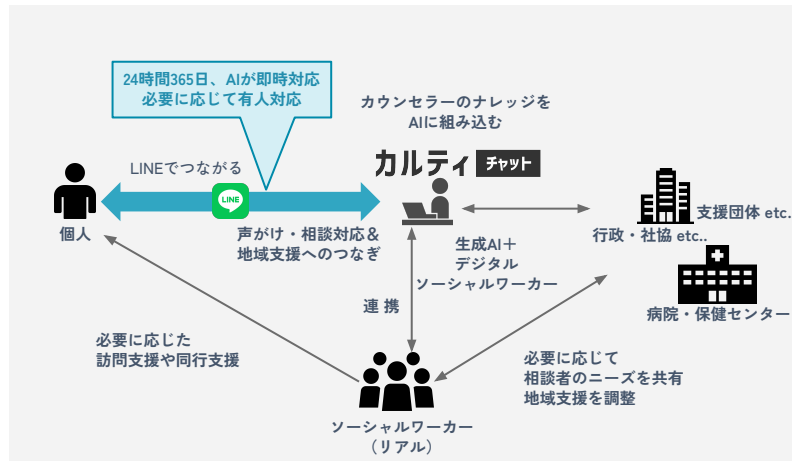 24時間365日、AIが即時対応
必要に応じて有人対応
カウンセラーのナレッジを
AIに組み込む
カルティ チャット
LINEでつながる
LINE
個人
声がけ・相談対応＆
地域支援へのつなぎ
生成AI＋
デジタル
ソーシャルワーカー
支援団体 etc..
行政・社協 etc..
病院・保健センター
連 携
必要に応じた
訪問支援や同行支援
必要に応じて
相談者のニーズを共有
地域支援を調整
ソーシャルワーカー
（リアル）